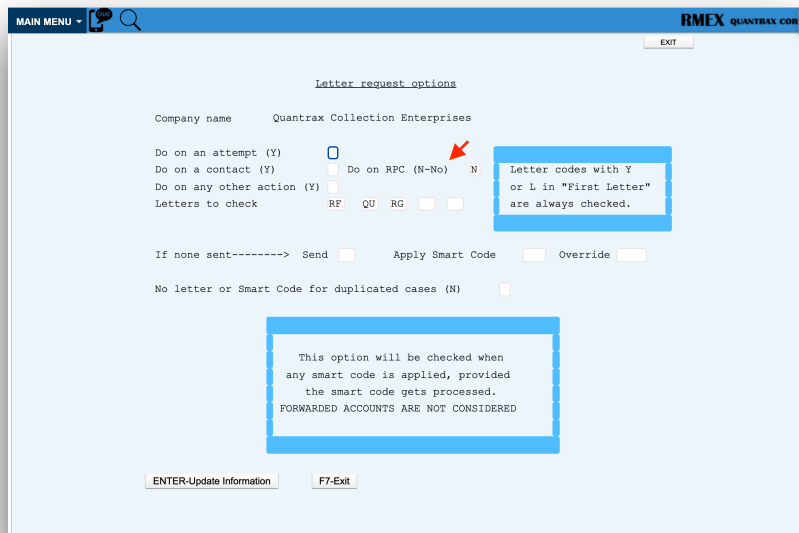 MAIN MENU CHAT RMEX QUANTRAX COR
EXIT
Letter request options
Company name Quantrax Collection Enterprises
Do on an attempt (Y)
Do on a contact (Y) Do on RPC (N-No) N
Do on any other action (Y)
Letters to check RF QU RG
Letter codes with Y
or L in "First Letter"
are always checked.
If none sent--------> Send Apply Smart Code Override
No letter or Smart Code for duplicated cases (N)
This option will be checked when
any smart code is applied, provided
the smart code gets processed.
FORWARDED ACCOUNTS ARE NOT CONSIDERED
ENTER-Update Information F7-Exit